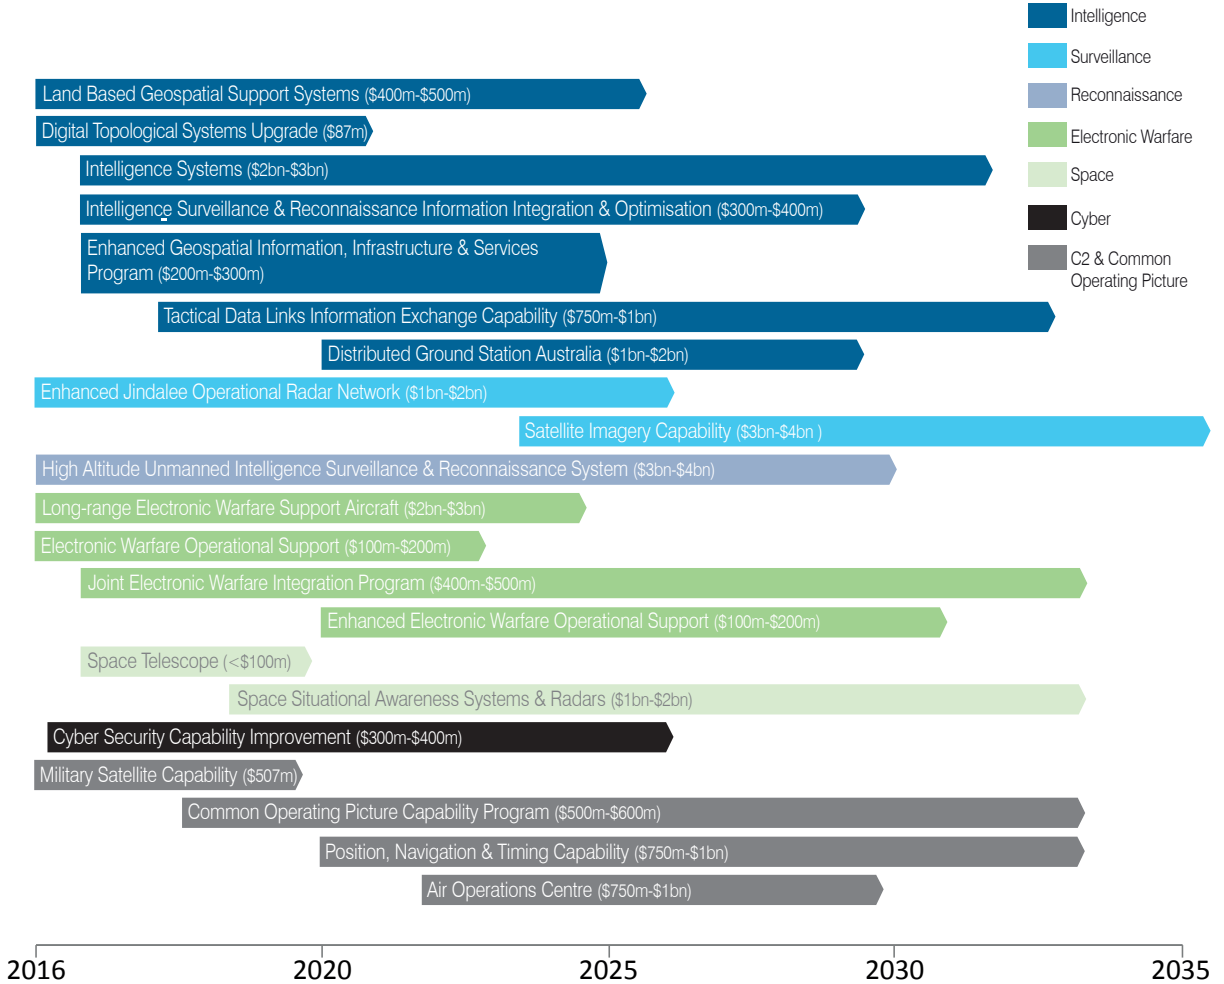 Intelligence
Surveillance
Reconnaissance
Electronic Warfare
Space
Cyber
C2 & Common
Operating Picture
Land Based Geospatial Support Systems ($400m-$500m)
Digital Topological Systems Upgrade ($87m)
Intelligence Systems ($2bn-$3bn)
Intelligence Surveillance & Reconnaissance Information Integration & Optimisation ($300m-$400m)
Enhanced Geospatial Information, Infrastructure & Services
Program ($200m-$300m)
Tactical Data Links Information Exchange Capability ($750m-$1bn)
Distributed Ground Station Australia ($1bn-$2bn)
Enhanced Jindalee Operational Radar Network ($1bn-$2bn)
Satellite Imagery Capability ($3bn-$4bn )
High Altitude Unmanned Intelligence Surveillance & Reconnaissance System ($3bn-$4bn)
Long-range Electronic Warfare Support Aircraft ($2bn-$3bn)
Electronic Warfare Operational Support ($100m-$200m)
Joint Electronic Warfare Integration Program ($400m-$500m)
Enhanced Electronic Warfare Operational Support ($100m-$200m)
Space Telescope (<$100m)
Space Situational Awareness Systems & Radars ($1bn-$2bn)
Cyber Security Capability Improvement ($300m-$400m)
Military Satellite Capability ($507m)
Common Operating Picture Capability Program ($500m-$600m)
Position, Navigation & Timing Capability ($750m-$1bn)
Air Operations Centre ($750m-$1bn)
2016 2020 2025 2030 2035